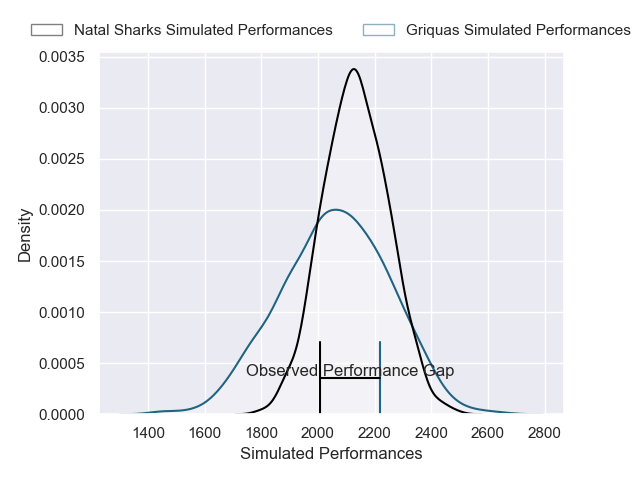 Natal Sharks Simulated Performances
Griquas Simulated Performances
0.0035
0.0030
0.0025
0.0020
0.0015
0.0010
0.0005
0.0000
Density
Observed Performance Gap
1400 1600 1800 2000 2200 2400 2600 2800
Simulated Performances